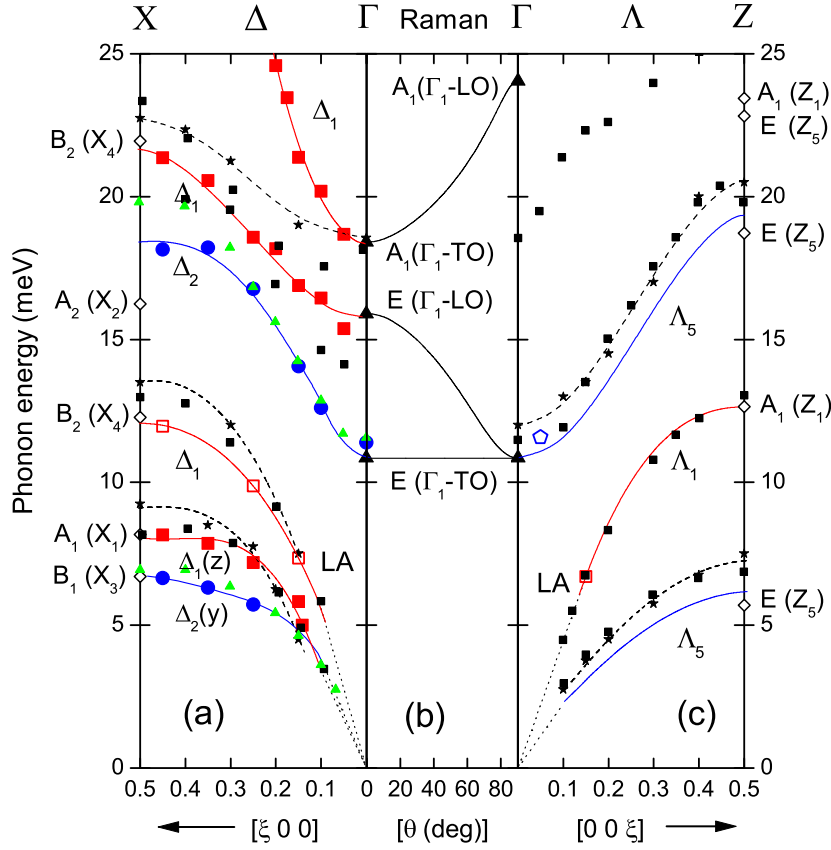 X Δ Γ Raman Γ Λ Z
25 25
A₁(Γ₁-LO) A₁ (Z₁)
Δ₁ E (Z₅)
B₂ (X₄)
20 Δ₁ 20
E (Z₅)
Δ₂ A₁(Γ₁-TO)
A₂ (X₂) E (Γ₁-LO)
15 Λ₅ 15
Phonon energy (meV)
B₂ (X₄) A₁ (Z₁)
Δ₁ E (Γ₁-TO) Λ₁
10 10
A₁ (X₁)
Δ₁(z) LA LA
B₁ (X₃)
Δ₂(y) E (Z₅)
5 Λ₅ 5
(a) (b) (c)
0 0
0.5 0.4 0.3 0.2 0.1 0 20 40 60 80 0.1 0.2 0.3 0.4 0.5
[ξ 0 0] [θ (deg)] [0 0 ξ]